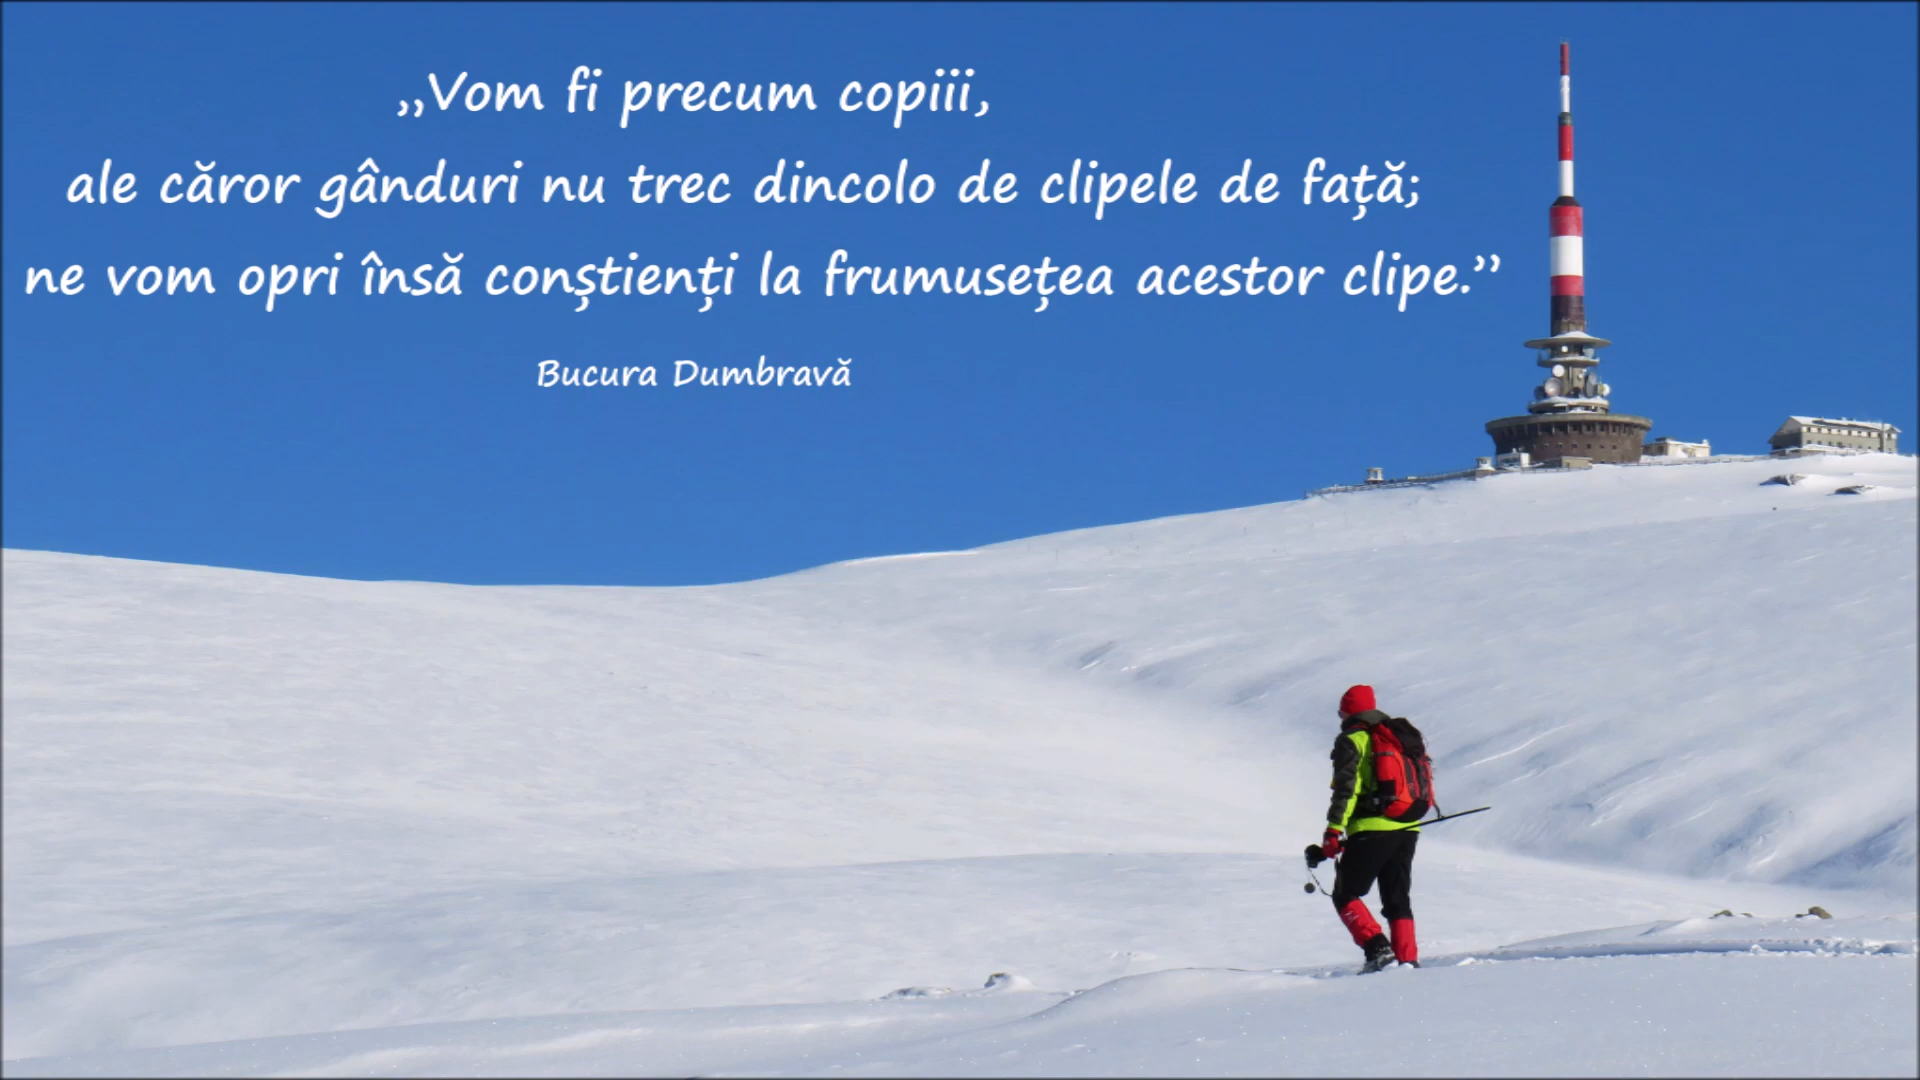 „Vom fi precum copiii,
ale căror gânduri nu trec dincolo de clipele de față;
ne vom opri însă conștienți la frumusețea acestor clipe.”
Bucura Dumbravă